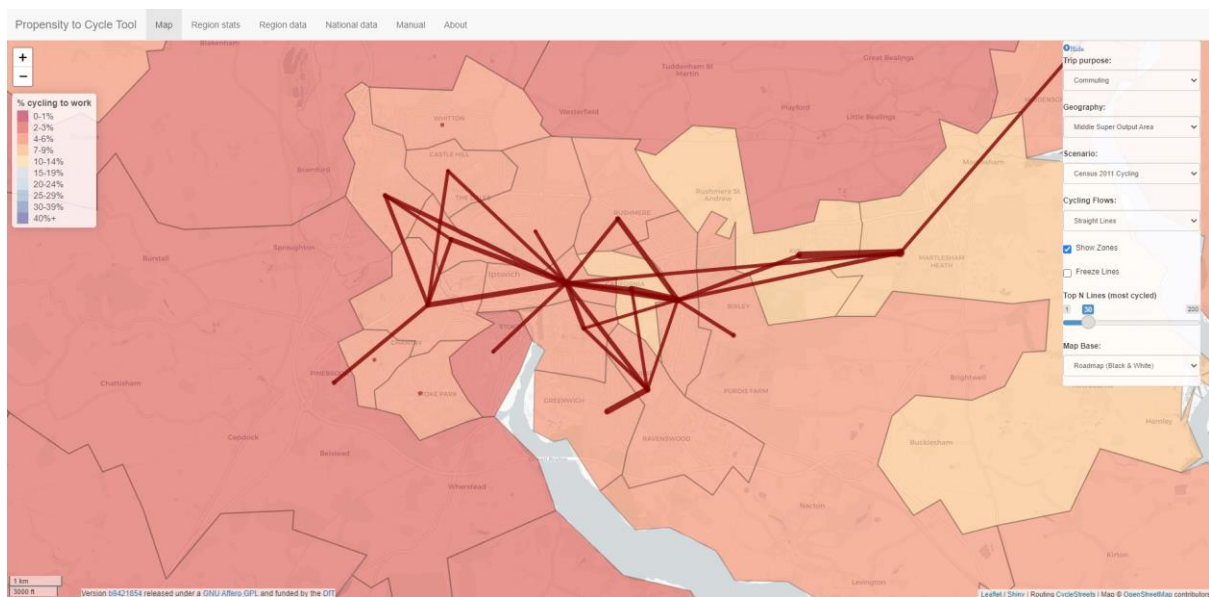 Propensity to Cycle Tool Map Region stats Region data National data Manual About
+
−
% cycling to work
0-1%
2-3%
4-6%
7-9%
10-14%
15-19%
20-24%
25-29%
30-39%
40%+
Hide
Trip purpose:
Commuting
Geography:
Middle Super Output Area
Scenario:
Census 2011 Cycling
Cycling Flows:
Straight Lines
Show Zones
Freeze Lines
Top N Lines (most cycled)
1 30 200
Map Base:
Roadmap (Black & White)
Blakenham
Tuddenham St
Martin
Great Bealings
Westerfield
Playford
Little Bealings
WHITTON
CASTLE HILL
Bramford
Rushmere St
Andrew
RUSHMERE
Sproughton
Burstall
Ipswich
MARTLESHAM
HEATH
BIXLEY
CHANTRY
PINEWOOD
Chattisham
STOKE PARK
GREENWICH
PURDIS FARM
Brightwell
Copdock
Belstead
RAVENSWOOD
Bucklesham
Hemley
Wherstead
Nacton
Kirton
Levington
1 km
3000 ft
Version b9421854 released under a GNU Affero GPL and funded by the DfT
Leaflet | Shiny | Routing CycleStreets | Map © OpenStreetMap contributors